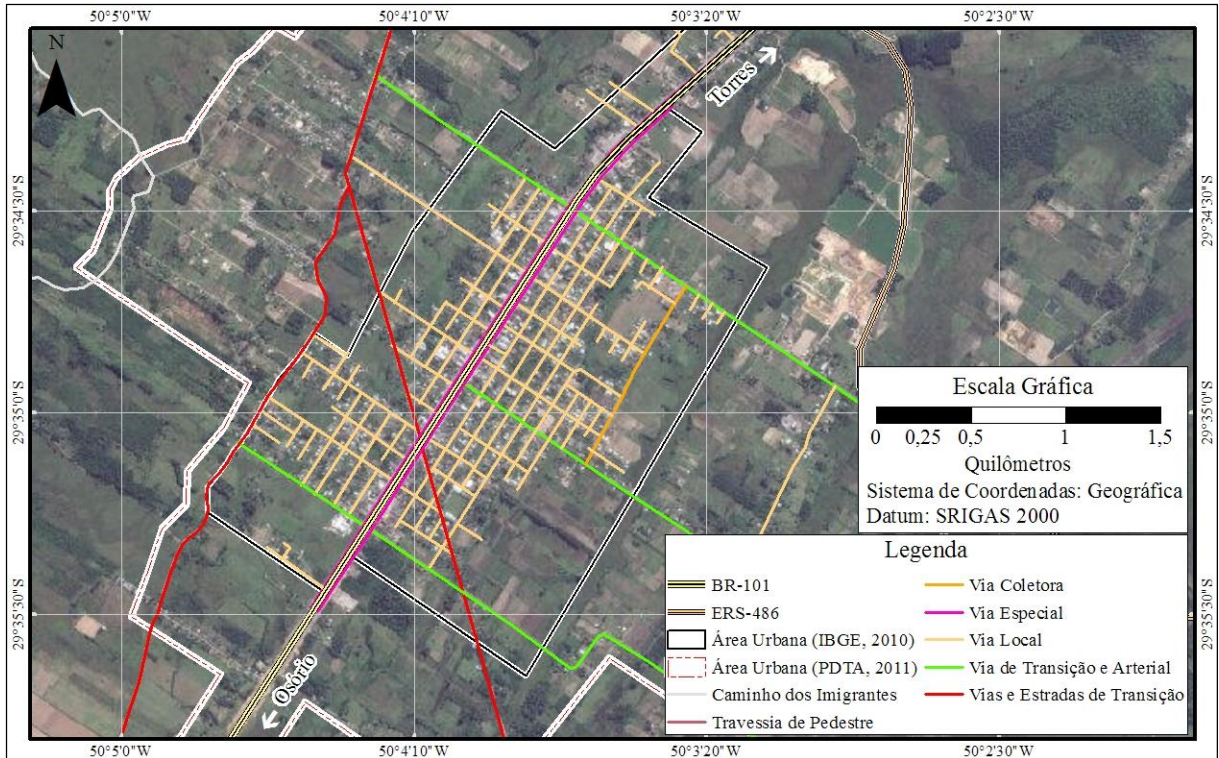 50°5'0"W 50°4'10"W 50°3'20"W 50°2'30"W
N
Torres
29°34'30"S 29°34'30"S
29°35'0"S 29°35'0"S
29°35'30"S 29°35'30"S
Osório
Escala Gráfica
0 0,25 0,5 1 1,5
Quilômetros
Sistema de Coordenadas: Geográfica
Datum: SRIGAS 2000
Legenda
BR-101
ERS-486
Área Urbana (IBGE, 2010)
Área Urbana (PDTA, 2011)
Caminho dos Imigrantes
Travessia de Pedestre
Via Coletora
Via Especial
Via Local
Via de Transição e Arterial
Vias e Estradas de Transição
50°5'0"W 50°4'10"W 50°3'20"W 50°2'30"W